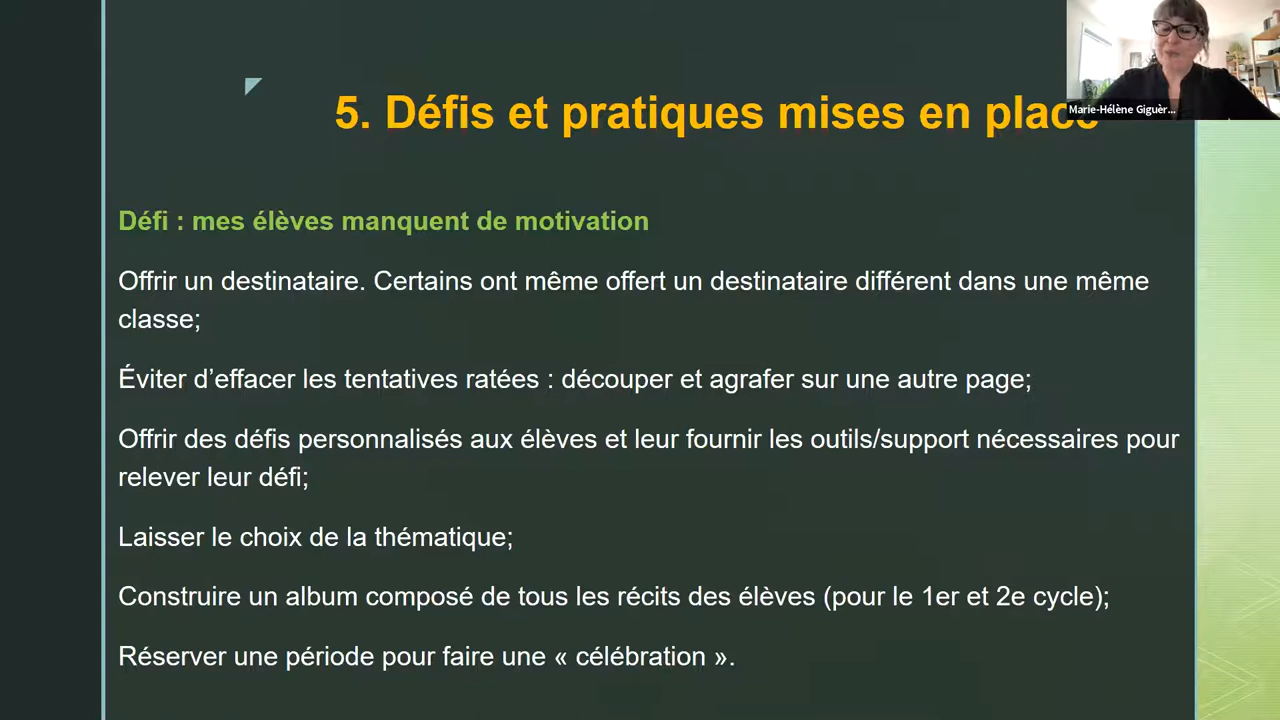 Marie-Hélène Giguèr...
5. Défis et pratiques mises en place
Défi : mes élèves manquent de motivation
Offrir un destinataire. Certains ont même offert un destinataire différent dans une même
classe;
Éviter d’effacer les tentatives ratées : découper et agrafer sur une autre page;
Offrir des défis personnalisés aux élèves et leur fournir les outils/support nécessaires pour
relever leur défi;
Laisser le choix de la thématique;
Construire un album composé de tous les récits des élèves (pour le 1er et 2e cycle);
Réserver une période pour faire une « célébration ».